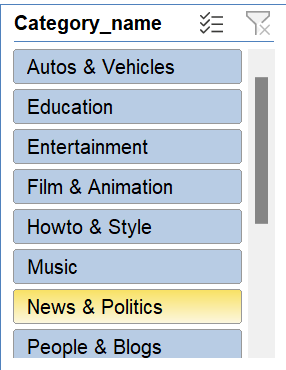 Category_name
Autos & Vehicles
Education
Entertainment
Film & Animation
Howto & Style
Music
News & Politics
People & Blogs